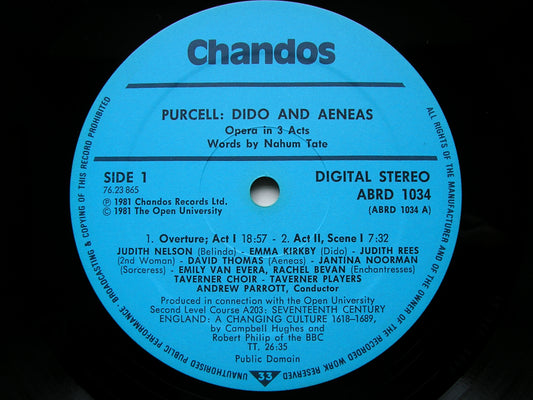 Chandos
PURCELL: DIDO AND AENEAS
Opera in 3 Acts
Words by Nahum Tate
SIDE 1
76.23 865
℗ 1981 Chandos Records Ltd.
© 1981 The Open University
DIGITAL STEREO
ABRD 1034
(ABRD 1034 A)
1. Overture; Act I 18:57 - 2. Act II, Scene I 7:32
JUDITH NELSON (Belinda) - EMMA KIRKBY (Dido) - JUDITH REES
(2nd Woman) - DAVID THOMAS (Aeneas) - JANTINA NOORMAN
(Sorceress) - EMILY VAN EVERA, RACHEL BEVAN (Enchantresses)
TAVERNER CHOIR - TAVERNER PLAYERS
ANDREW PARROTT, Conductor
Produced in connection with the Open University
Second Level Course A203: SEVENTEENTH CENTURY
ENGLAND: A CHANGING CULTURE 1618-1689,
by Campbell Hughes and
Robert Philip of the BBC
TT. 26:35
Public Domain
33
ALL RIGHTS OF THE MANUFACTURER AND OF THE OWNER OF THE RECORDED WORK RESERVED
UNAUTHORISED PUBLIC PERFORMANCE, BROADCASTING & COPYING OF THIS RECORD PROHIBITED